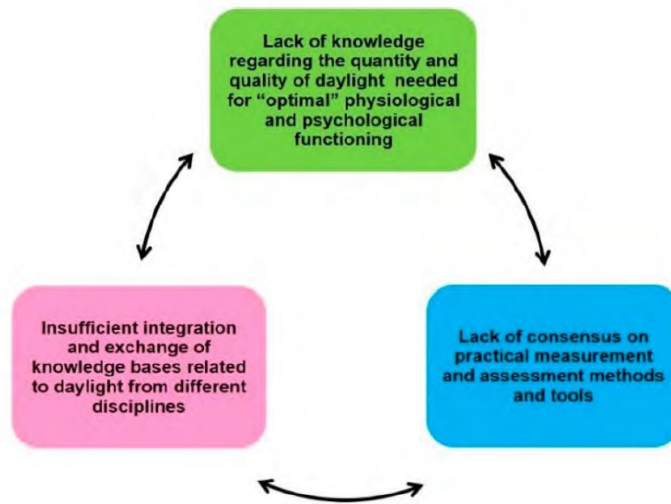 Lack of knowledge
regarding the quantity and
quality of daylight needed
for “optimal” physiological
and psychological
functioning
Insufficient integration
and exchange of
knowledge bases related
to daylight from different
disciplines
Lack of consensus on
practical measurement
and assessment methods
and tools